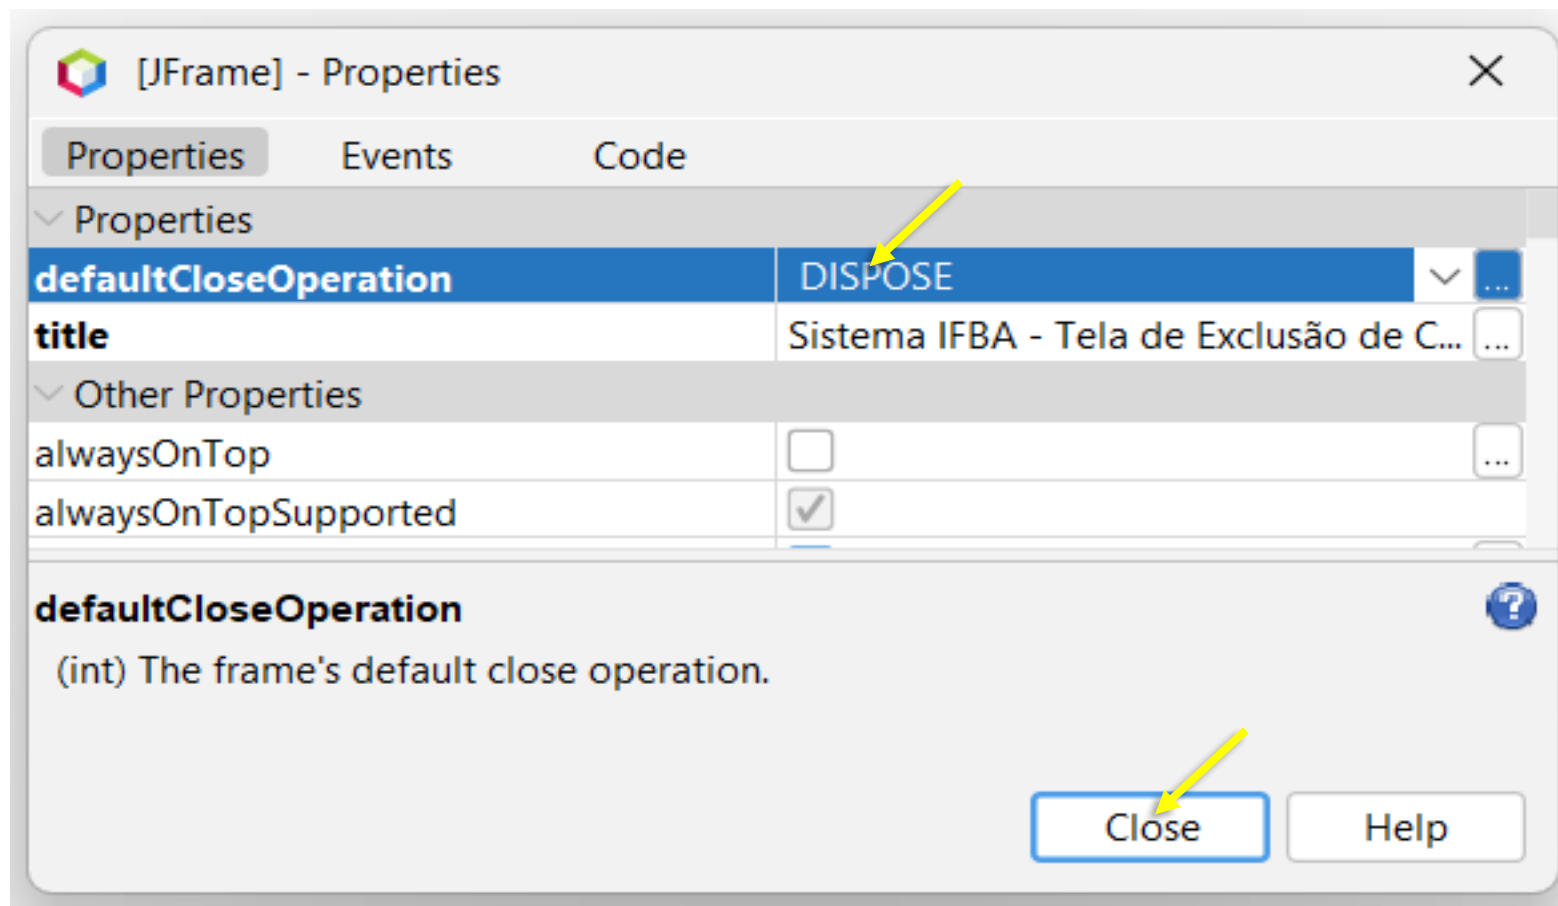 [JFrame] - Properties
Properties Events Code
Properties
defaultCloseOperation DISPOSE ...
title Sistema IFBA - Tela de Exclusão de C... ...
Other Properties
alwaysOnTop ...
alwaysOnTopSupported
defaultCloseOperation ?
(int) The frame's default close operation.
Close Help